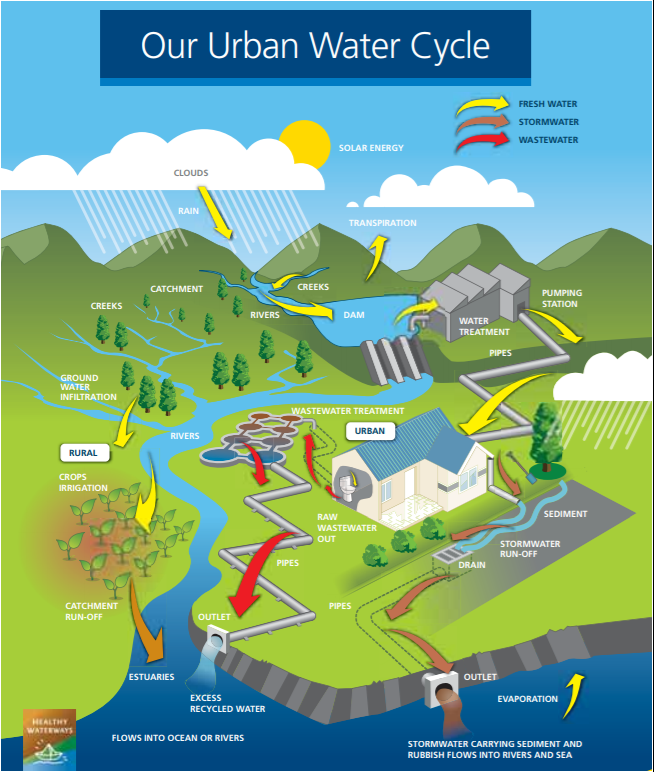 Our Urban Water Cycle
FRESH WATER
STORMWATER
WASTEWATER
SOLAR ENERGY
CLOUDS
RAIN
TRANSPIRATION
CATCHMENT
CREEKS
CREEKS
RIVERS
DAM
PUMPING
STATION
WATER
TREATMENT
PIPES
GROUND
WATER
INFILTRATION
WASTEWATER TREATMENT
URBAN
RIVERS
RURAL
CROPS
IRRIGATION
RAW
WASTEWATER
OUT
SEDIMENT
STORMWATER
RUN-OFF
DRAIN
PIPES
CATCHMENT
RUN-OFF
PIPES
OUTLET
ESTUARIES
OUTLET
EXCESS
RECYCLED WATER
EVAPORATION
HEALTHY
WATERWAYS
FLOWS INTO OCEAN OR RIVERS
STORMWATER CARRYING SEDIMENT AND
RUBBISH FLOWS INTO RIVERS AND SEA